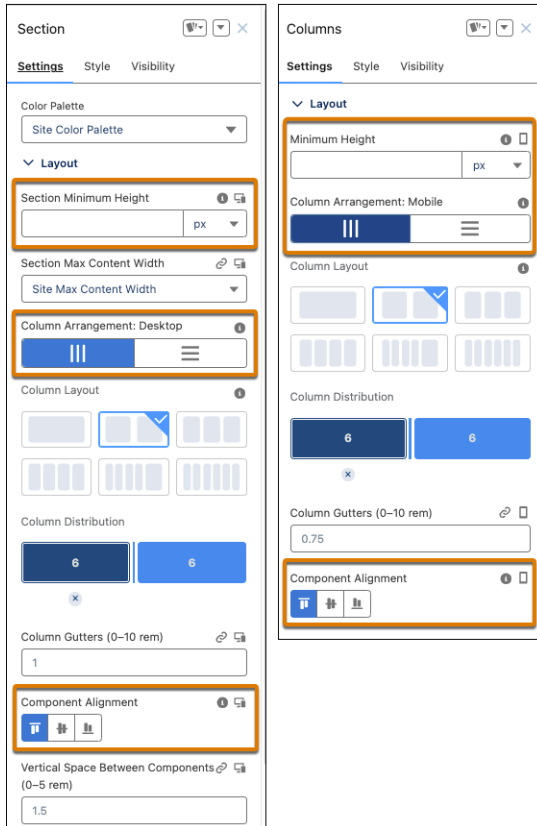 Section
Settings Style Visibility
Color Palette
Site Color Palette
Layout
Section Minimum Height
px
Section Max Content Width
Site Max Content Width
Column Arrangement: Desktop
Column Layout
Column Distribution
6 6
Column Gutters (0–10 rem)
1
Component Alignment
Vertical Space Between Components
(0–5 rem)
1.5
Columns
Settings Style Visibility
Layout
Minimum Height
px
Column Arrangement: Mobile
Column Layout
Column Distribution
6 6
Column Gutters (0–10 rem)
0.75
Component Alignment